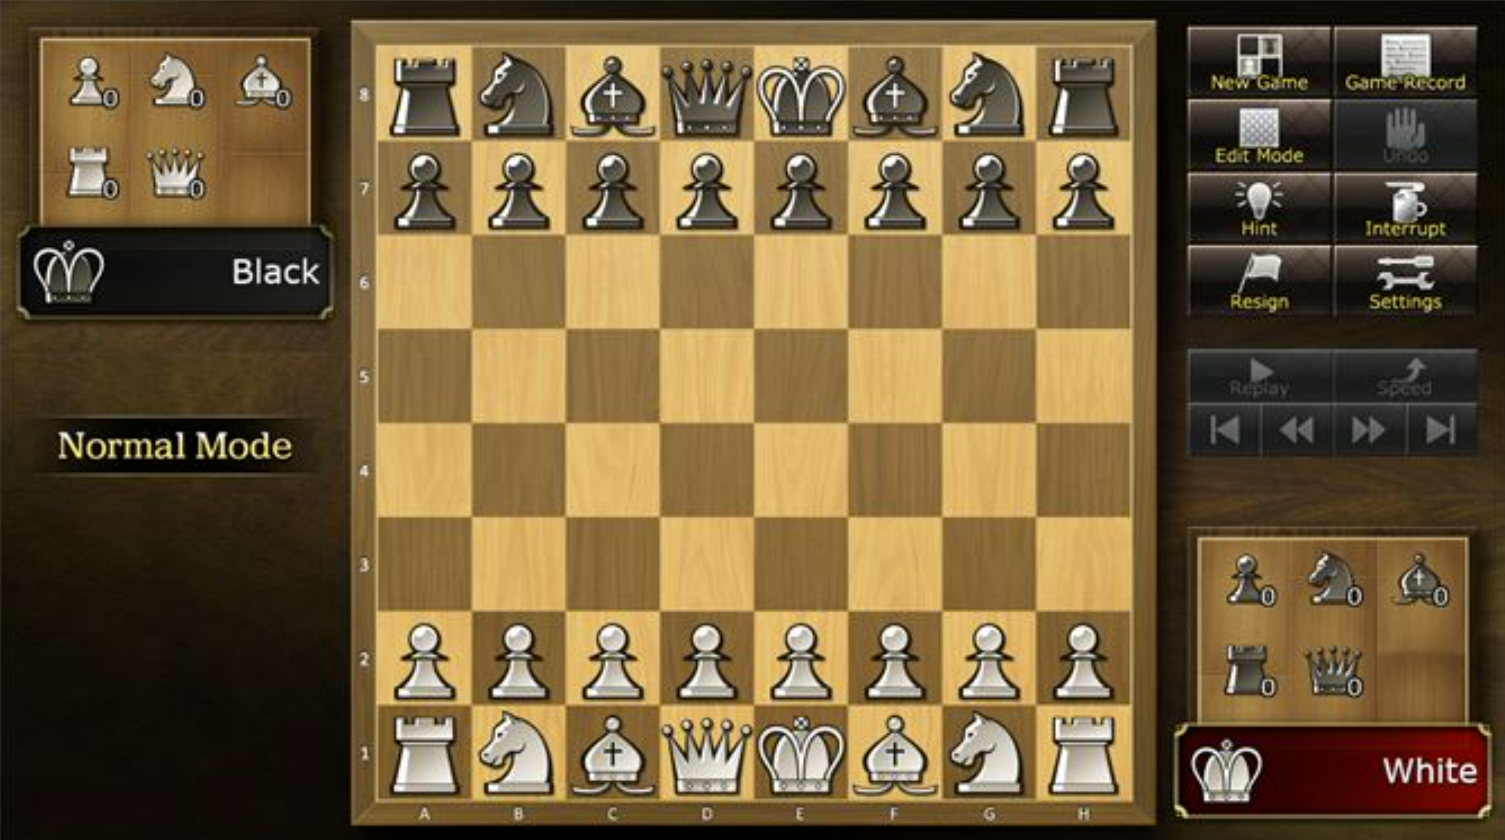 0 0 0
0 0
Black
Normal Mode
8
7
6
5
4
3
2
1
A B C D E F G H
New Game Game Record
Edit Mode Undo
Hint Interrupt
Resign Settings
Replay Speed
0 0 0
0 0
White